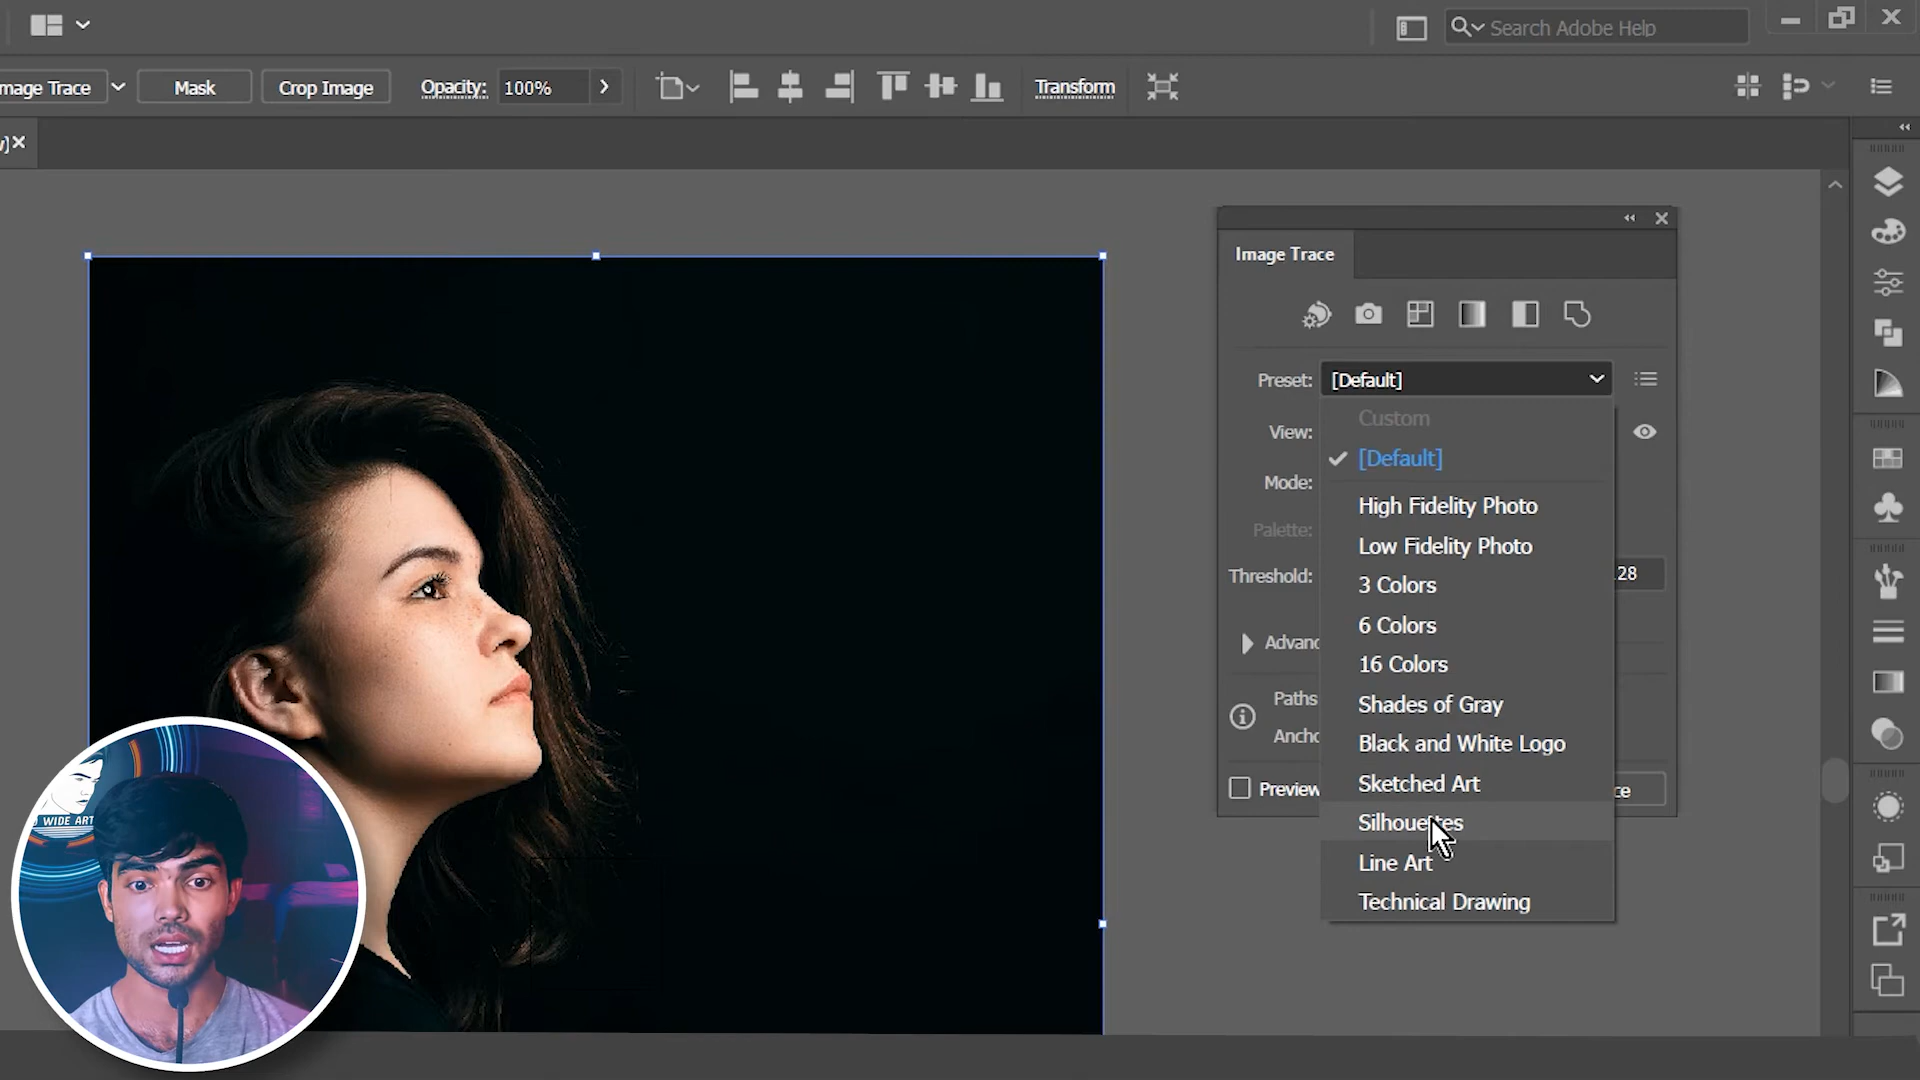 Search Adobe Help
mage Trace
Mask
Crop Image
Opacity:
100%
Transform
Image Trace
Preset:
[Default]
Custom
View:
[Default]
Mode:
High Fidelity Photo
Palette:
Low Fidelity Photo
Threshold:
28
3 Colors
6 Colors
Advanc
16 Colors
Paths
Shades of Gray
Ancho
Black and White Logo
Preview
Sketched Art
ce
Silhouettes
Line Art
Technical Drawing
WIDE ART